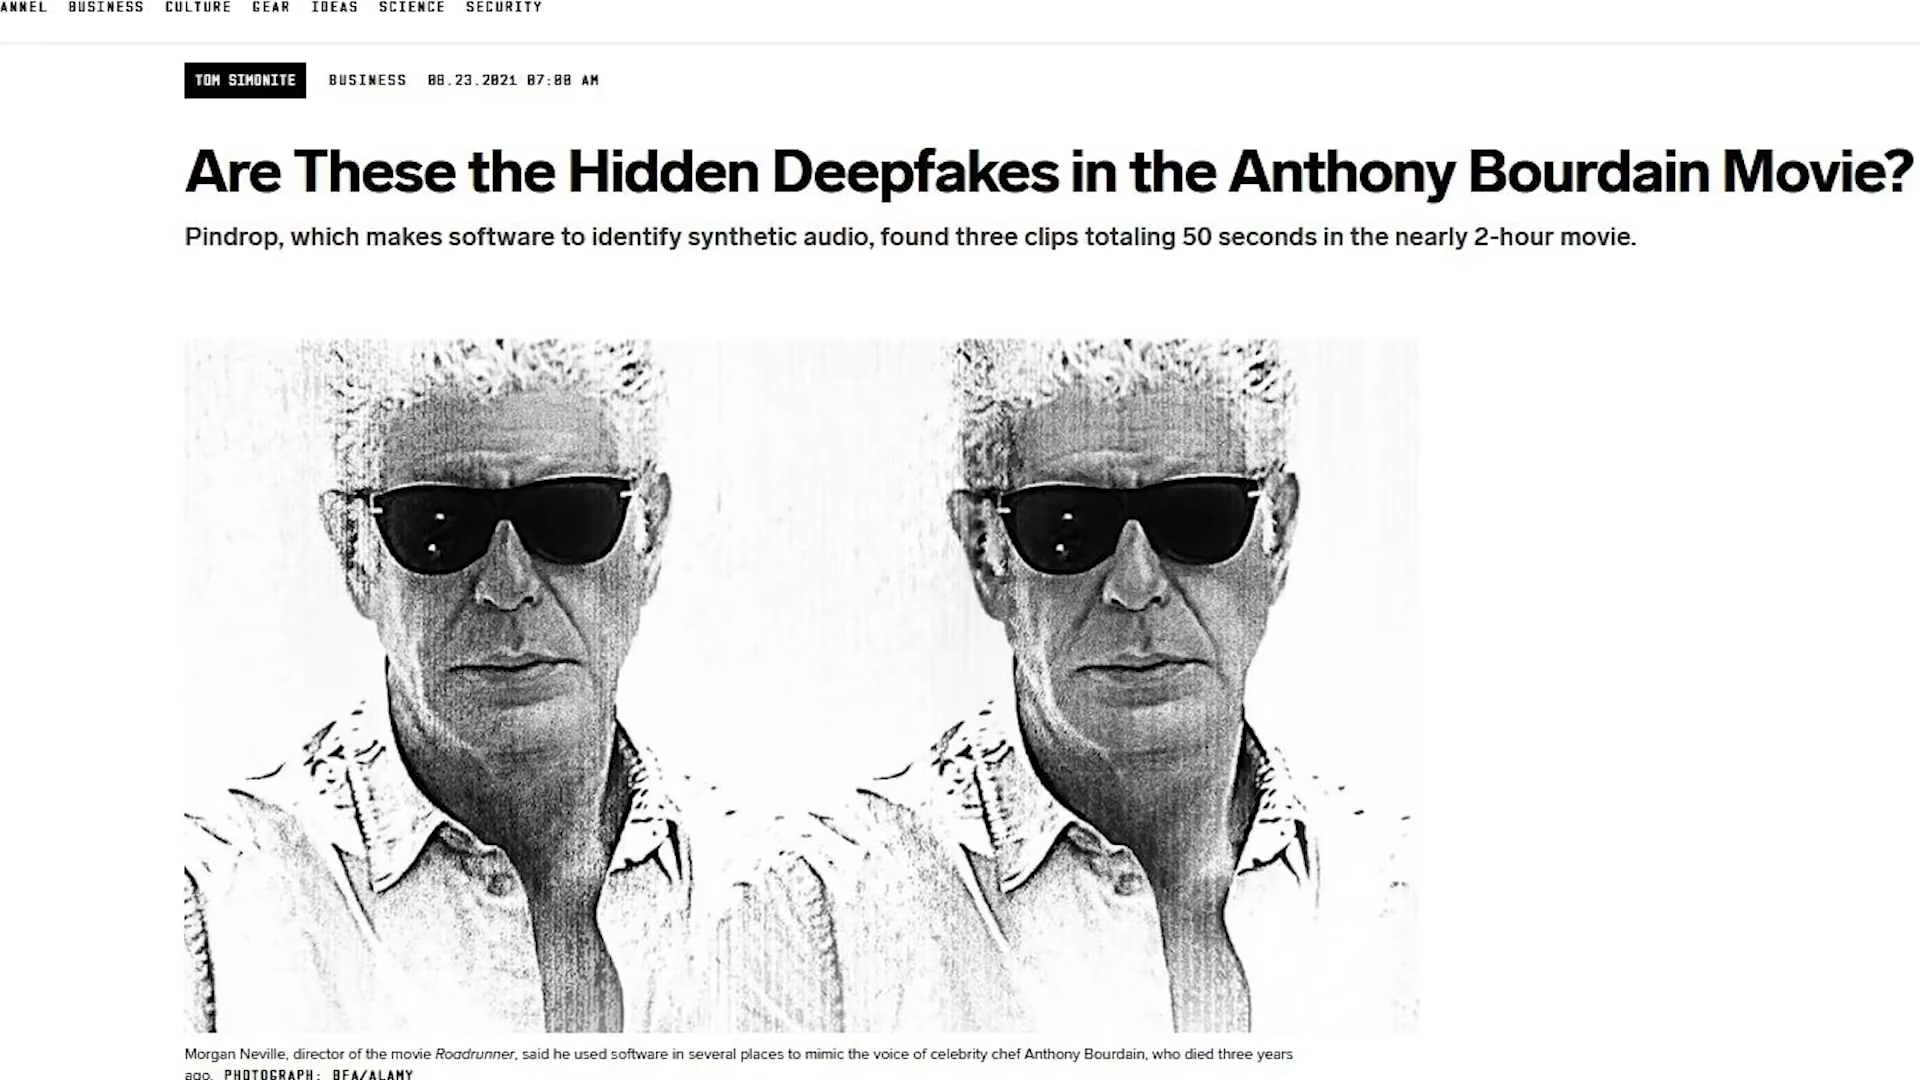 BUSINESS CULTURE GEAR IDEAS SCIENCE SECURITY
TOM SIMONITE BUSINESS 08.23.2021 07:00 AM
Are These the Hidden Deepfakes in the Anthony Bourdain Movie?
Pindrop, which makes software to identify synthetic audio, found three clips totaling 50 seconds in the nearly 2-hour movie.
Morgan Neville, director of the movie Roadrunner, said he used software in several places to mimic the voice of celebrity chef Anthony Bourdain, who died three years
ago. PHOTOGRAPH: BFA/ALAMY